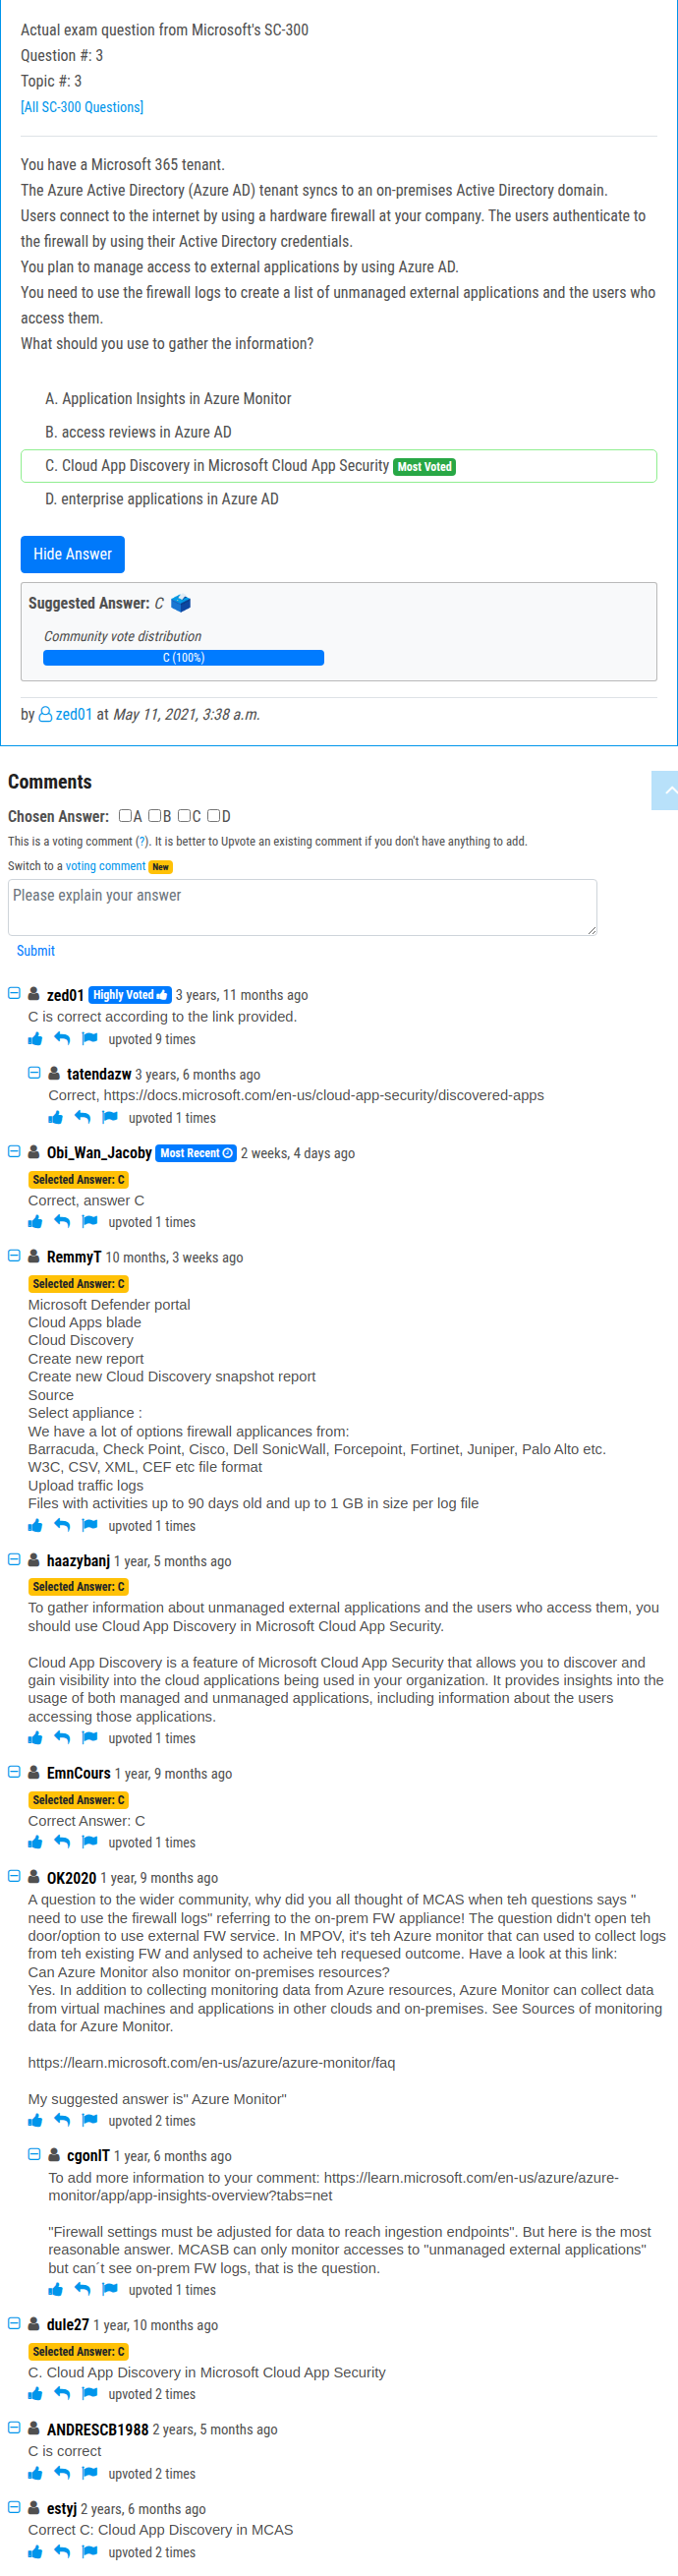 Actual exam question from Microsoft's SC-300
Question #: 3
Topic #: 3
[All SC-300 Questions]
You have a Microsoft 365 tenant.
The Azure Active Directory (Azure AD) tenant syncs to an on-premises Active Directory domain.
Users connect to the internet by using a hardware firewall at your company. The users authenticate to
the firewall by using their Active Directory credentials.
You plan to manage access to external applications by using Azure AD.
You need to use the firewall logs to create a list of unmanaged external applications and the users who
access them.
What should you use to gather the information?
A. Application Insights in Azure Monitor
B. access reviews in Azure AD
C. Cloud App Discovery in Microsoft Cloud App Security Most Voted
D. enterprise applications in Azure AD
Hide Answer
Suggested Answer: C
Community vote distribution
C (100%)
by zed01 at May 11, 2021, 3:38 a.m.
Comments
Chosen Answer: A B C D
This is a voting comment (?). It is better to Upvote an existing comment if you don't have anything to add.
Switch to a voting comment New
Please explain your answer
Submit
zed01 Highly Voted 3 years, 11 months ago
C is correct according to the link provided.
upvoted 9 times
tatendazw 3 years, 6 months ago
Correct, https://docs.microsoft.com/en-us/cloud-app-security/discovered-apps
upvoted 1 times
Obi_Wan_Jacoby Most Recent 2 weeks, 4 days ago
Selected Answer: C
Correct, answer C
upvoted 1 times
RemmyT 10 months, 3 weeks ago
Selected Answer: C
Microsoft Defender portal
Cloud Apps blade
Cloud Discovery
Create new report
Create new Cloud Discovery snapshot report
Source
Select appliance :
We have a lot of options firewall applicances from:
Barracuda, Check Point, Cisco, Dell SonicWall, Forcepoint, Fortinet, Juniper, Palo Alto etc.
W3C, CSV, XML, CEF etc file format
Upload traffic logs
Files with activities up to 90 days old and up to 1 GB in size per log file
upvoted 1 times
haazybanj 1 year, 5 months ago
Selected Answer: C
To gather information about unmanaged external applications and the users who access them, you
should use Cloud App Discovery in Microsoft Cloud App Security.
Cloud App Discovery is a feature of Microsoft Cloud App Security that allows you to discover and
gain visibility into the cloud applications being used in your organization. It provides insights into the
usage of both managed and unmanaged applications, including information about the users
accessing those applications.
upvoted 1 times
EmnCours 1 year, 9 months ago
Selected Answer: C
Correct Answer: C
upvoted 1 times
OK2020 1 year, 9 months ago
A question to the wider community, why did you all thought of MCAS when teh questions says "
need to use the firewall logs" referring to the on-prem FW appliance! The question didn't open teh
door/option to use external FW service. In MPOV, it's teh Azure monitor that can used to collect logs
from teh existing FW and anlysed to acheive teh requesed outcome. Have a look at this link:
Can Azure Monitor also monitor on-premises resources?
Yes. In addition to collecting monitoring data from Azure resources, Azure Monitor can collect data
from virtual machines and applications in other clouds and on-premises. See Sources of monitoring
data for Azure Monitor.
https://learn.microsoft.com/en-us/azure/azure-monitor/faq
My suggested answer is" Azure Monitor"
upvoted 2 times
cgonIT 1 year, 6 months ago
To add more information to your comment: https://learn.microsoft.com/en-us/azure/azure-
monitor/app/app-insights-overview?tabs=net
"Firewall settings must be adjusted for data to reach ingestion endpoints". But here is the most
reasonable answer. MCASB can only monitor accesses to "unmanaged external applications"
but can´t see on-prem FW logs, that is the question.
upvoted 1 times
dule27 1 year, 10 months ago
Selected Answer: C
C. Cloud App Discovery in Microsoft Cloud App Security
upvoted 2 times
ANDRESCB1988 2 years, 5 months ago
C is correct
upvoted 2 times
estyj 2 years, 6 months ago
Correct C: Cloud App Discovery in MCAS
upvoted 2 times